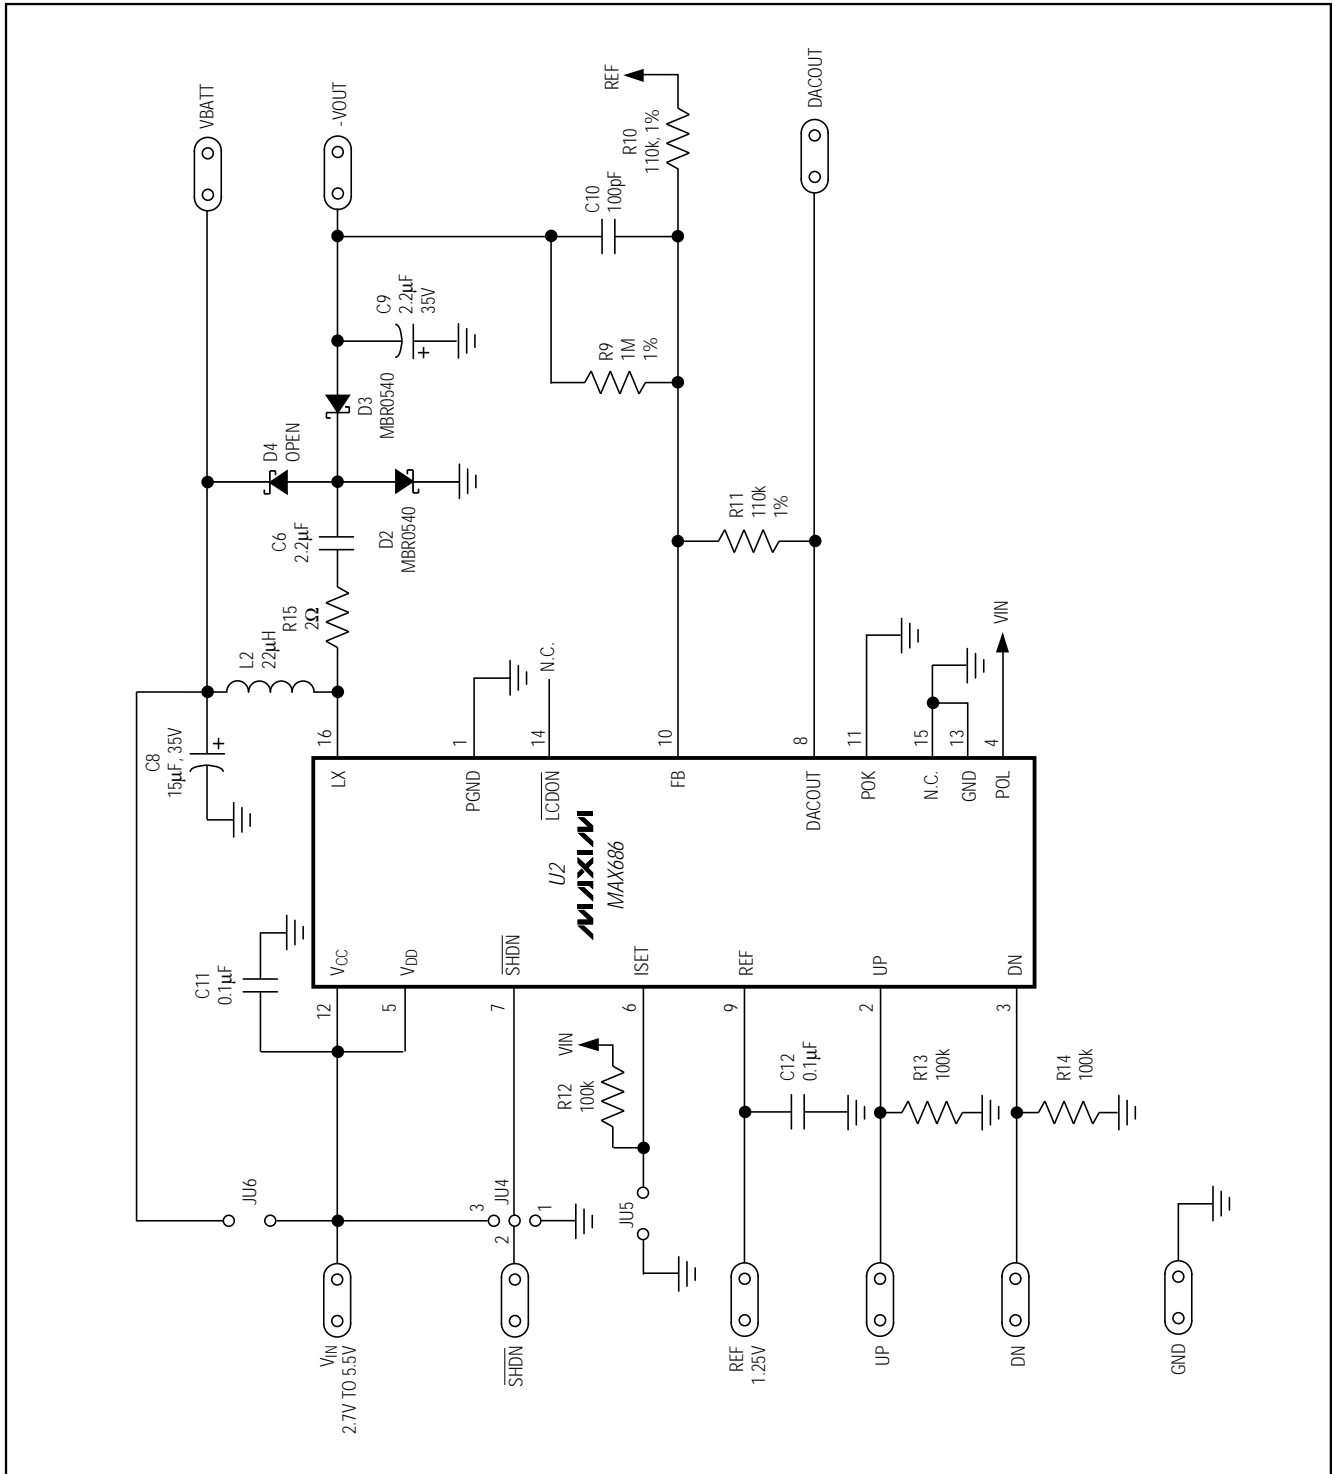 VBATT
-VOUT
REF
R10
110k, 1%
DACOUT
C10
100pF
C9
2.2µF
35V
R9
1M
1%
D3
MBR0540
D4
OPEN
C6
2.2µF
D2
MBR0540
R11
110k
1%
R15
2Ω
L2
22µH
C8
15µF, 35V
+
+
N.C.
VIN
16
1
14
10
8
11
15
13
4
LX
PGND
LCDON
FB
DACOUT
POK
N.C.
GND
POL
U2
MAXIM
MAX686
VCC
VDD
SHDN
ISET
REF
UP
DN
12
5
7
6
9
2
3
C11
0.1µF
VIN
R12
100k
C12
0.1µF
R13
100k
R14
100k
JU6
3
JU4
2
1
JU5
VIN
2.7V TO 5.5V
SHDN
REF
1.25V
UP
DN
GND